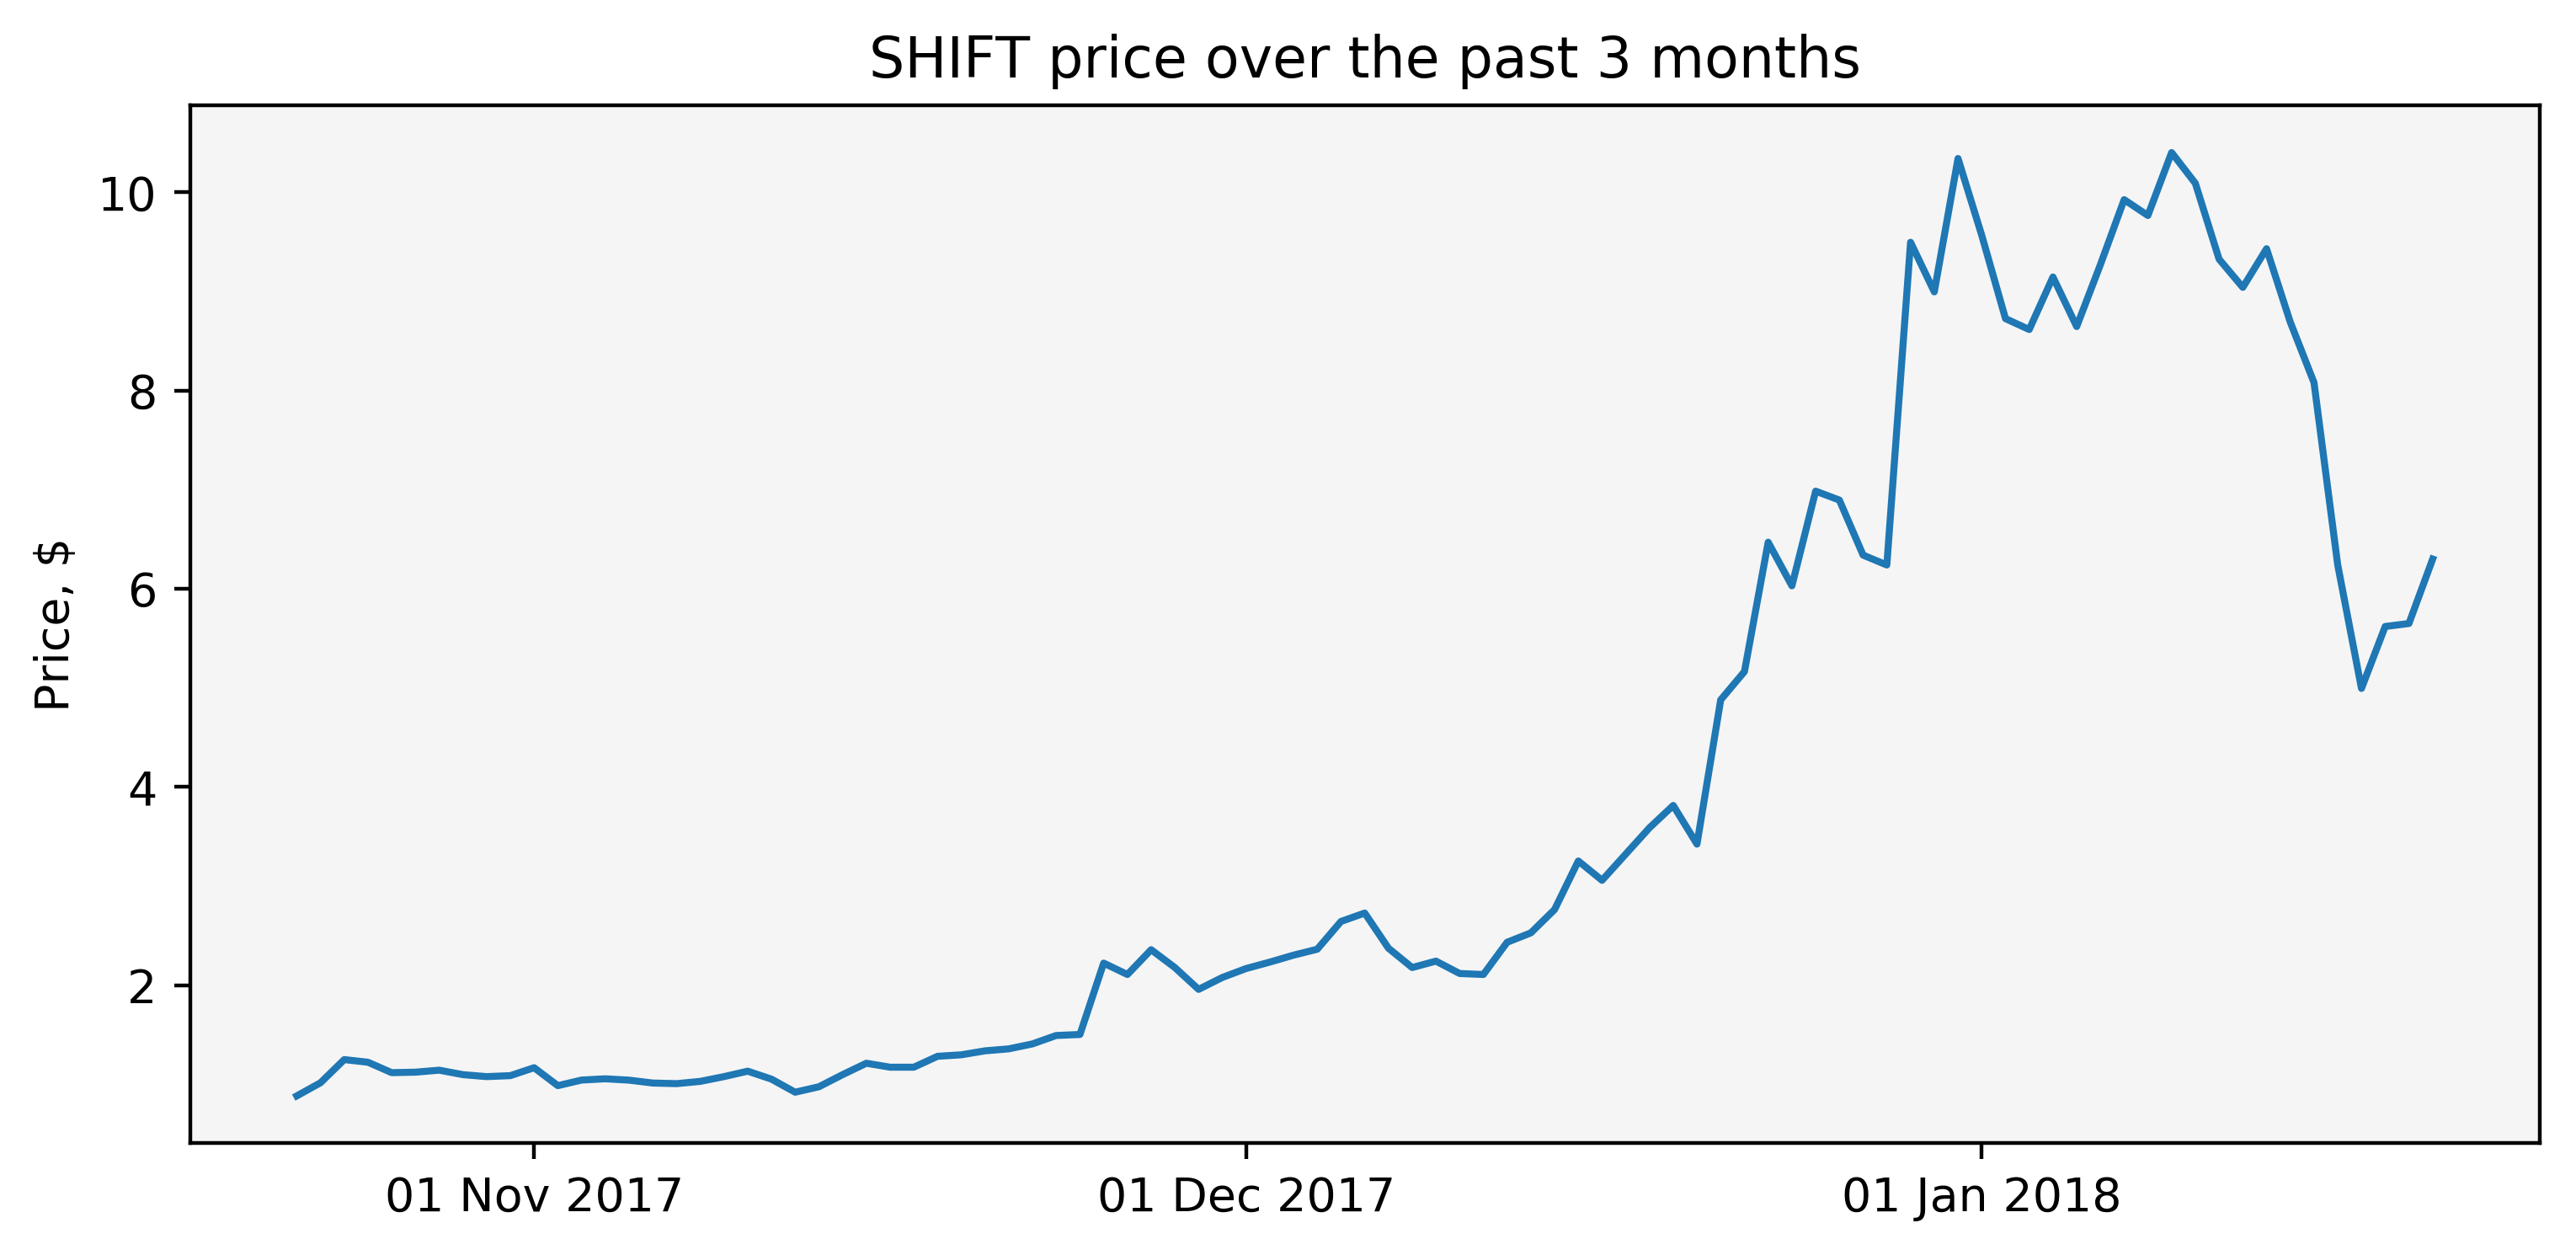 SHIFT price over the past 3 months
Price, $
10
8
6
4
2
01 Nov 2017
01 Dec 2017
01 Jan 2018